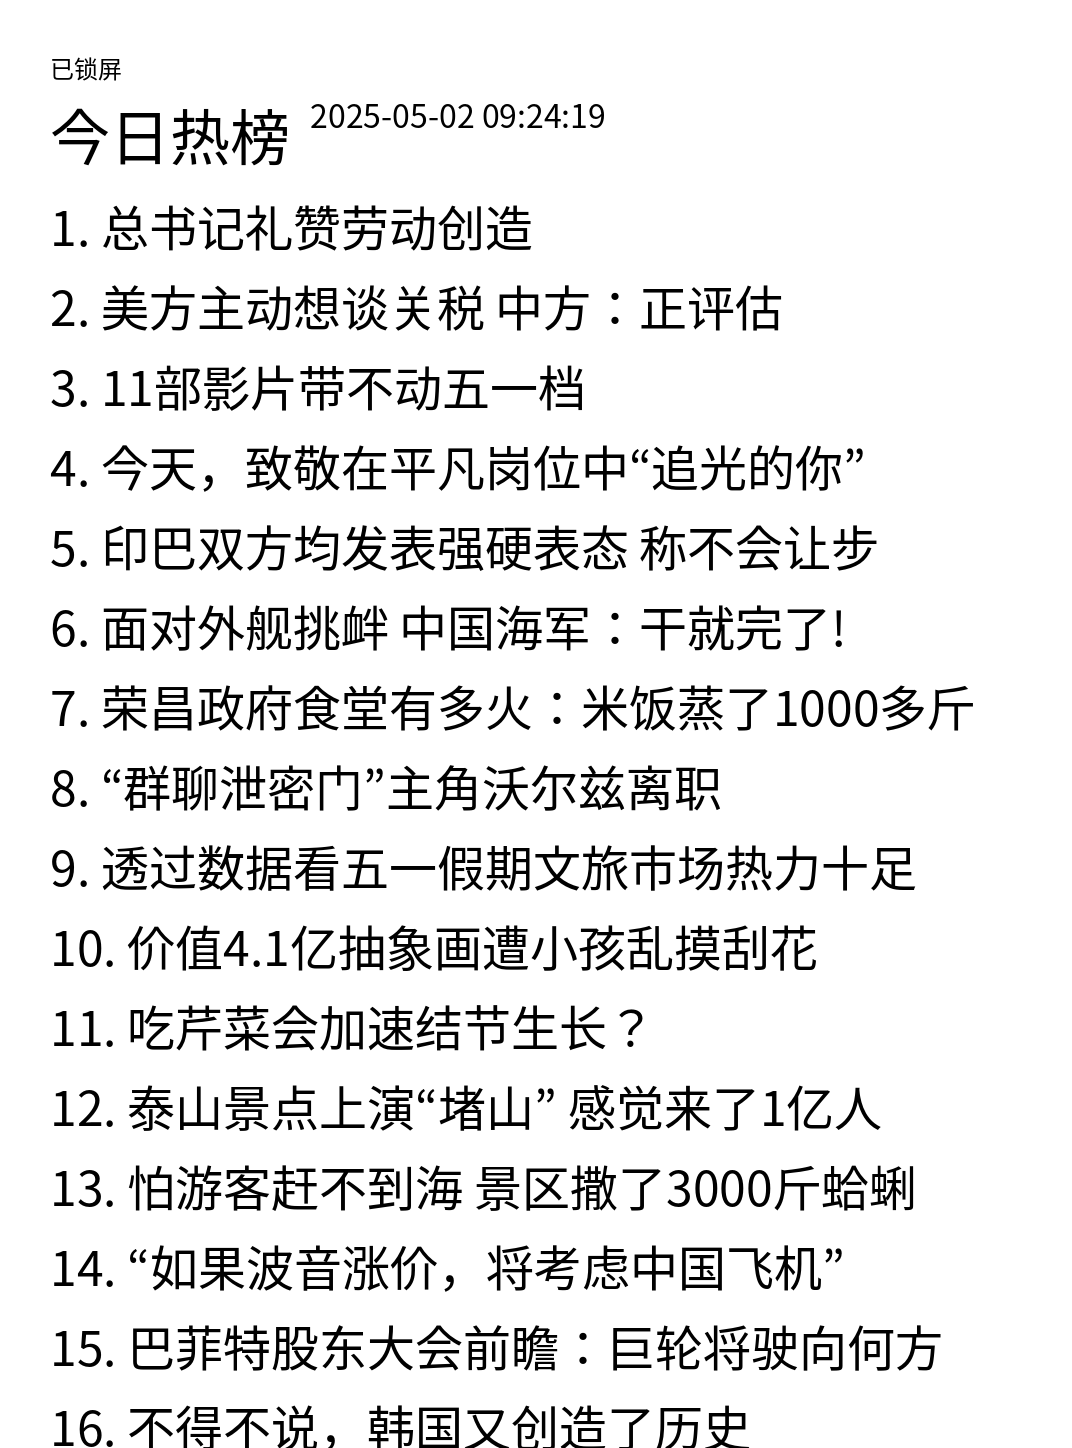 已锁屏
今日热榜 2025-05-02 09:24:19
1. 总书记礼赞劳动创造
2. 美方主动想谈关税 中方：正评估
3. 11部影片带不动五一档
4. 今天，致敬在平凡岗位中“追光的你”
5. 印巴双方均发表强硬表态 称不会让步
6. 面对外舰挑衅 中国海军：干就完了!
7. 荣昌政府食堂有多火：米饭蒸了1000多斤
8. “群聊泄密门”主角沃尔兹离职
9. 透过数据看五一假期文旅市场热力十足
10. 价值4.1亿抽象画遭小孩乱摸刮花
11. 吃芹菜会加速结节生长？
12. 泰山景点上演“堵山” 感觉来了1亿人
13. 怕游客赶不到海 景区撒了3000斤蛤蜊
14. “如果波音涨价，将考虑中国飞机”
15. 巴菲特股东大会前瞻：巨轮将驶向何方
16. 不得不说，韩国又创造了历史